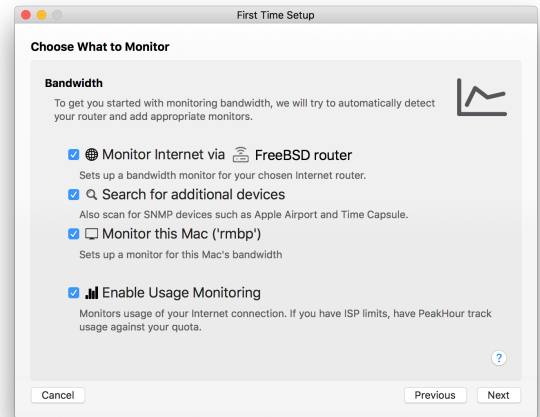 First Time Setup
Choose What to Monitor
Bandwidth
To get you started with monitoring bandwidth, we will try to automatically detect
your router and add appropriate monitors.
Monitor Internet via FreeBSD router
Sets up a bandwidth monitor for your chosen Internet router.
Search for additional devices
Also scan for SNMP devices such as Apple Airport and Time Capsule.
Monitor this Mac ('rmbp')
Sets up a monitor for this Mac's bandwidth
Enable Usage Monitoring
Monitors usage of your Internet connection. If you have ISP limits, have PeakHour track
usage against your quota.
?
Cancel Previous Next